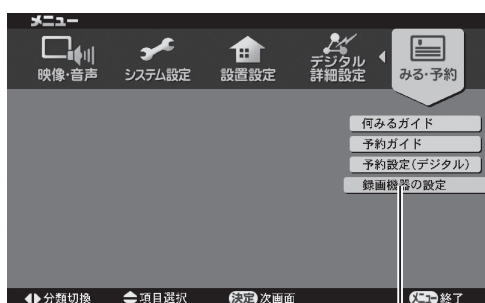 メニュー
映像・音声
システム設定
設置設定
デジタル
詳細設定
みる・予約
何みるガイド
予約ガイド
予約設定(デジタル)
録画機器の設定
分類切換 項目選択 決定 次画面 メニュー 終了